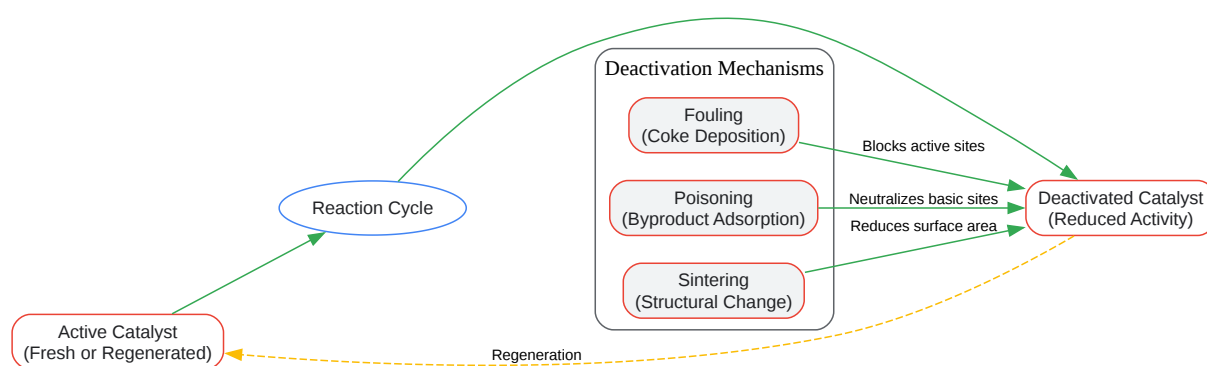 Deactivation Mechanisms
Fouling
(Coke Deposition)
Blocks active sites
Poisoning
(Byproduct Adsorption)
Neutralizes basic sites
Deactivated Catalyst
(Reduced Activity)
Reaction Cycle
Reduces surface area
Sintering
(Structural Change)
Active Catalyst
(Fresh or Regenerated)
Regeneration